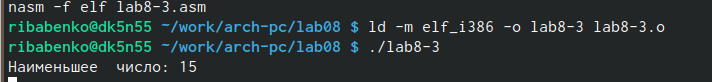 nasm -f elf lab8-3.asm
ribabenko@dk5n55 ~/work/arch-pc/lab08 $ ld -m elf_i386 -o lab8-3 lab8-3.o
ribabenko@dk5n55 ~/work/arch-pc/lab08 $ ./lab8-3
Наименьшее  число: 15